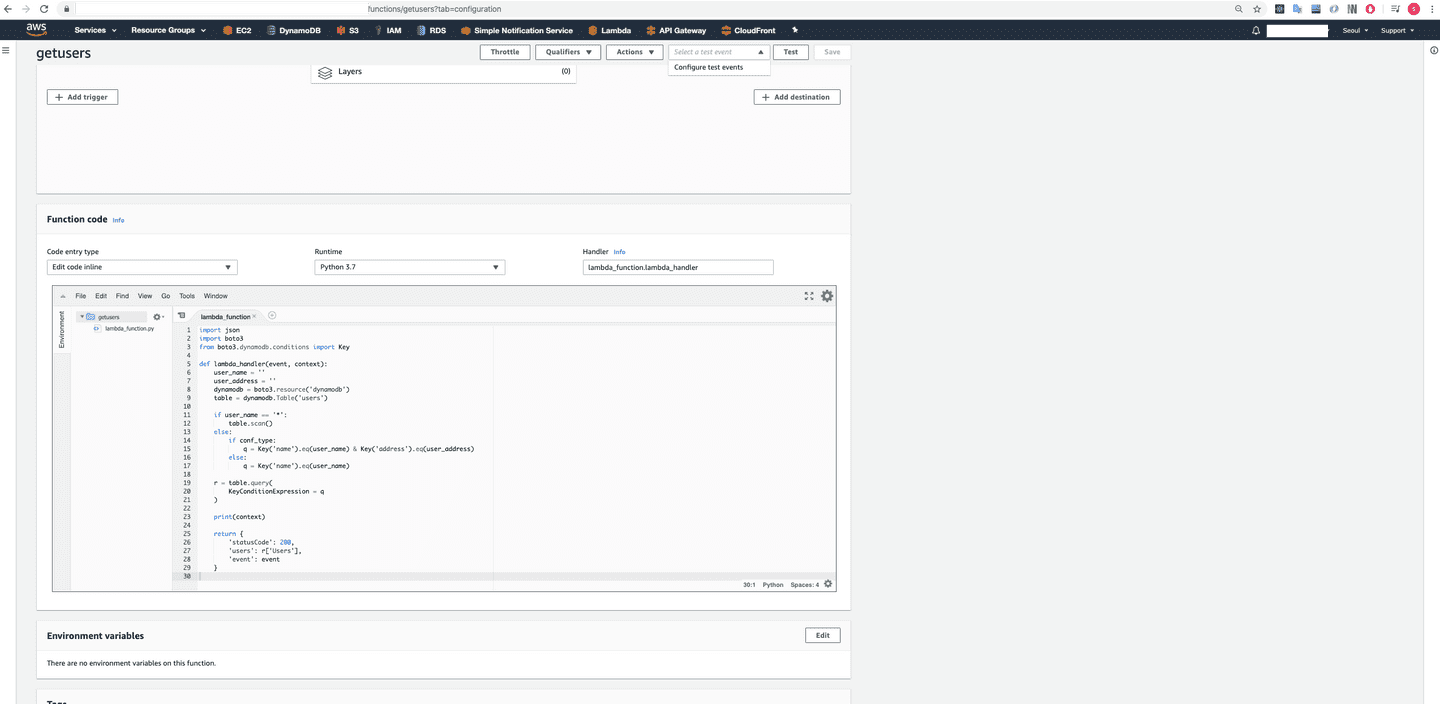 functions/getusers?tab=configuration
aws Services Resource Groups EC2 DynamoDB S3 IAM RDS Simple Notification Service Lambda API Gateway CloudFront Seoul Support
getusers Throttle Qualifiers Actions Select a test event Test Save
Configure test events
Layers (0)
+ Add trigger + Add destination
Function code Info
Code entry type Runtime Handler Info
Edit code inline Python 3.7 lambda_function.lambda_handler
File Edit Find View Go Tools Window
Environment
getusers
lambda_function.py
lambda_function
1 import json
2 import boto3
3 from boto3.dynamodb.conditions import Key
4
5 def lambda_handler(event, context):
6 user_name = ''
7 user_address = ''
8 dynamodb = boto3.resource('dynamodb')
9 table = dynamodb.Table('users')
10
11 if user_name == '*':
12 table.scan()
13 else:
14 if conf_type:
15 q = Key('name').eq(user_name) & Key('address').eq(user_address)
16 else:
17 q = Key('name').eq(user_name)
18
19 r = table.query(
20 KeyConditionExpression = q
21 )
22
23 print(context)
24
25 return {
26 'statusCode': 200,
27 'users': r['Users'],
28 'event': event
29 }
30
30:1 Python Spaces: 4
Environment variables Edit
There are no environment variables on this function.
Tags